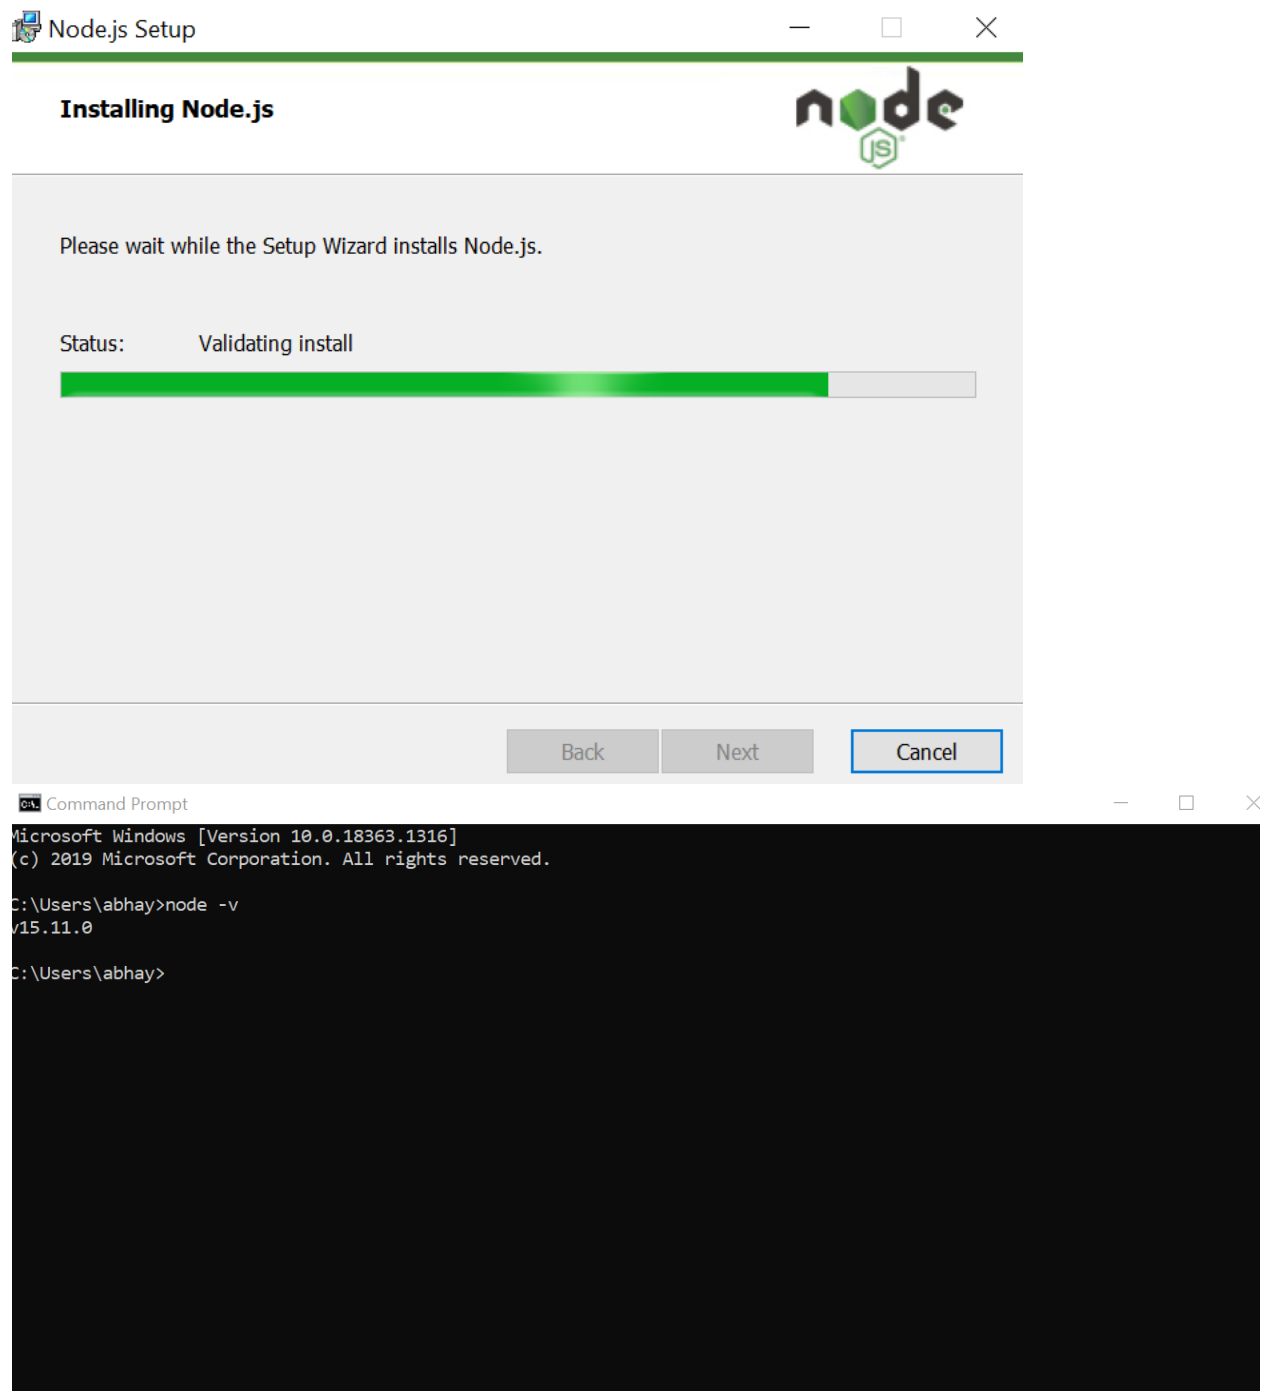 Node.js Setup
Installing Node.js
node
JS
Please wait while the Setup Wizard installs Node.js.
Status: Validating install
Back Next Cancel
C:\. Command Prompt
Microsoft Windows [Version 10.0.18363.1316]
(c) 2019 Microsoft Corporation. All rights reserved.
C:\Users\abhay>node -v
v15.11.0
C:\Users\abhay>